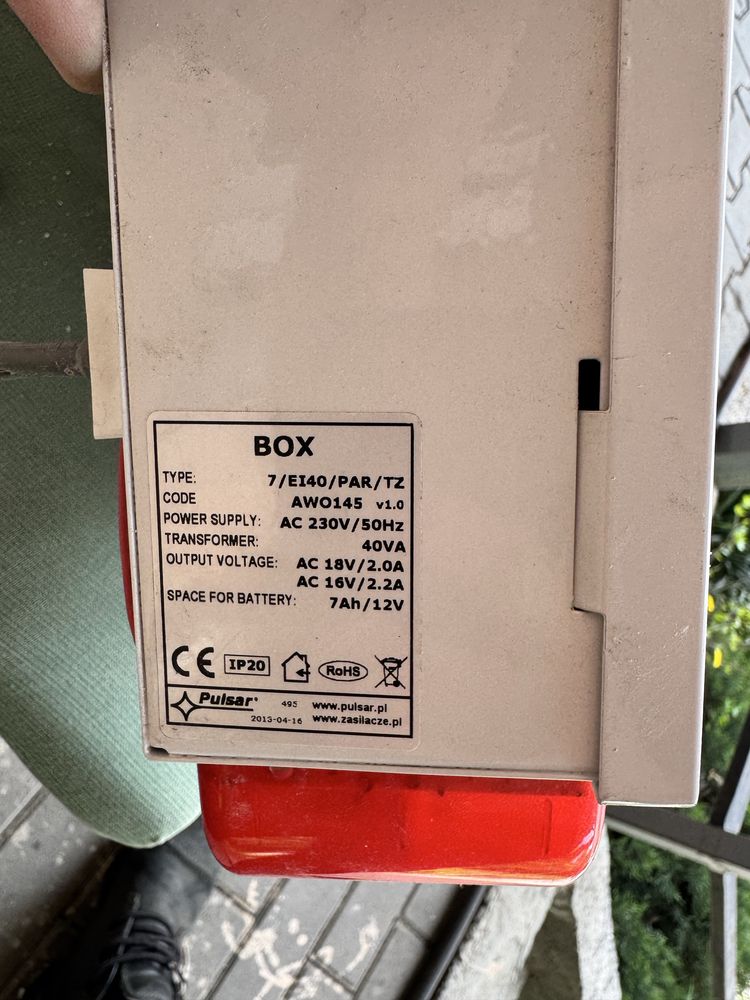 BOX
TYPE: 7/EI40/PAR/TZ
CODE AWO145 v1.0
POWER SUPPLY: AC 230V/50Hz
TRANSFORMER: 40VA
OUTPUT VOLTAGE: AC 18V/2.0A
AC 16V/2.2A
SPACE FOR BATTERY: 7Ah/12V
CE IP20 RoHS
Pulsar® 495 www.pulsar.pl
2013-04-16 www.zasilacze.pl